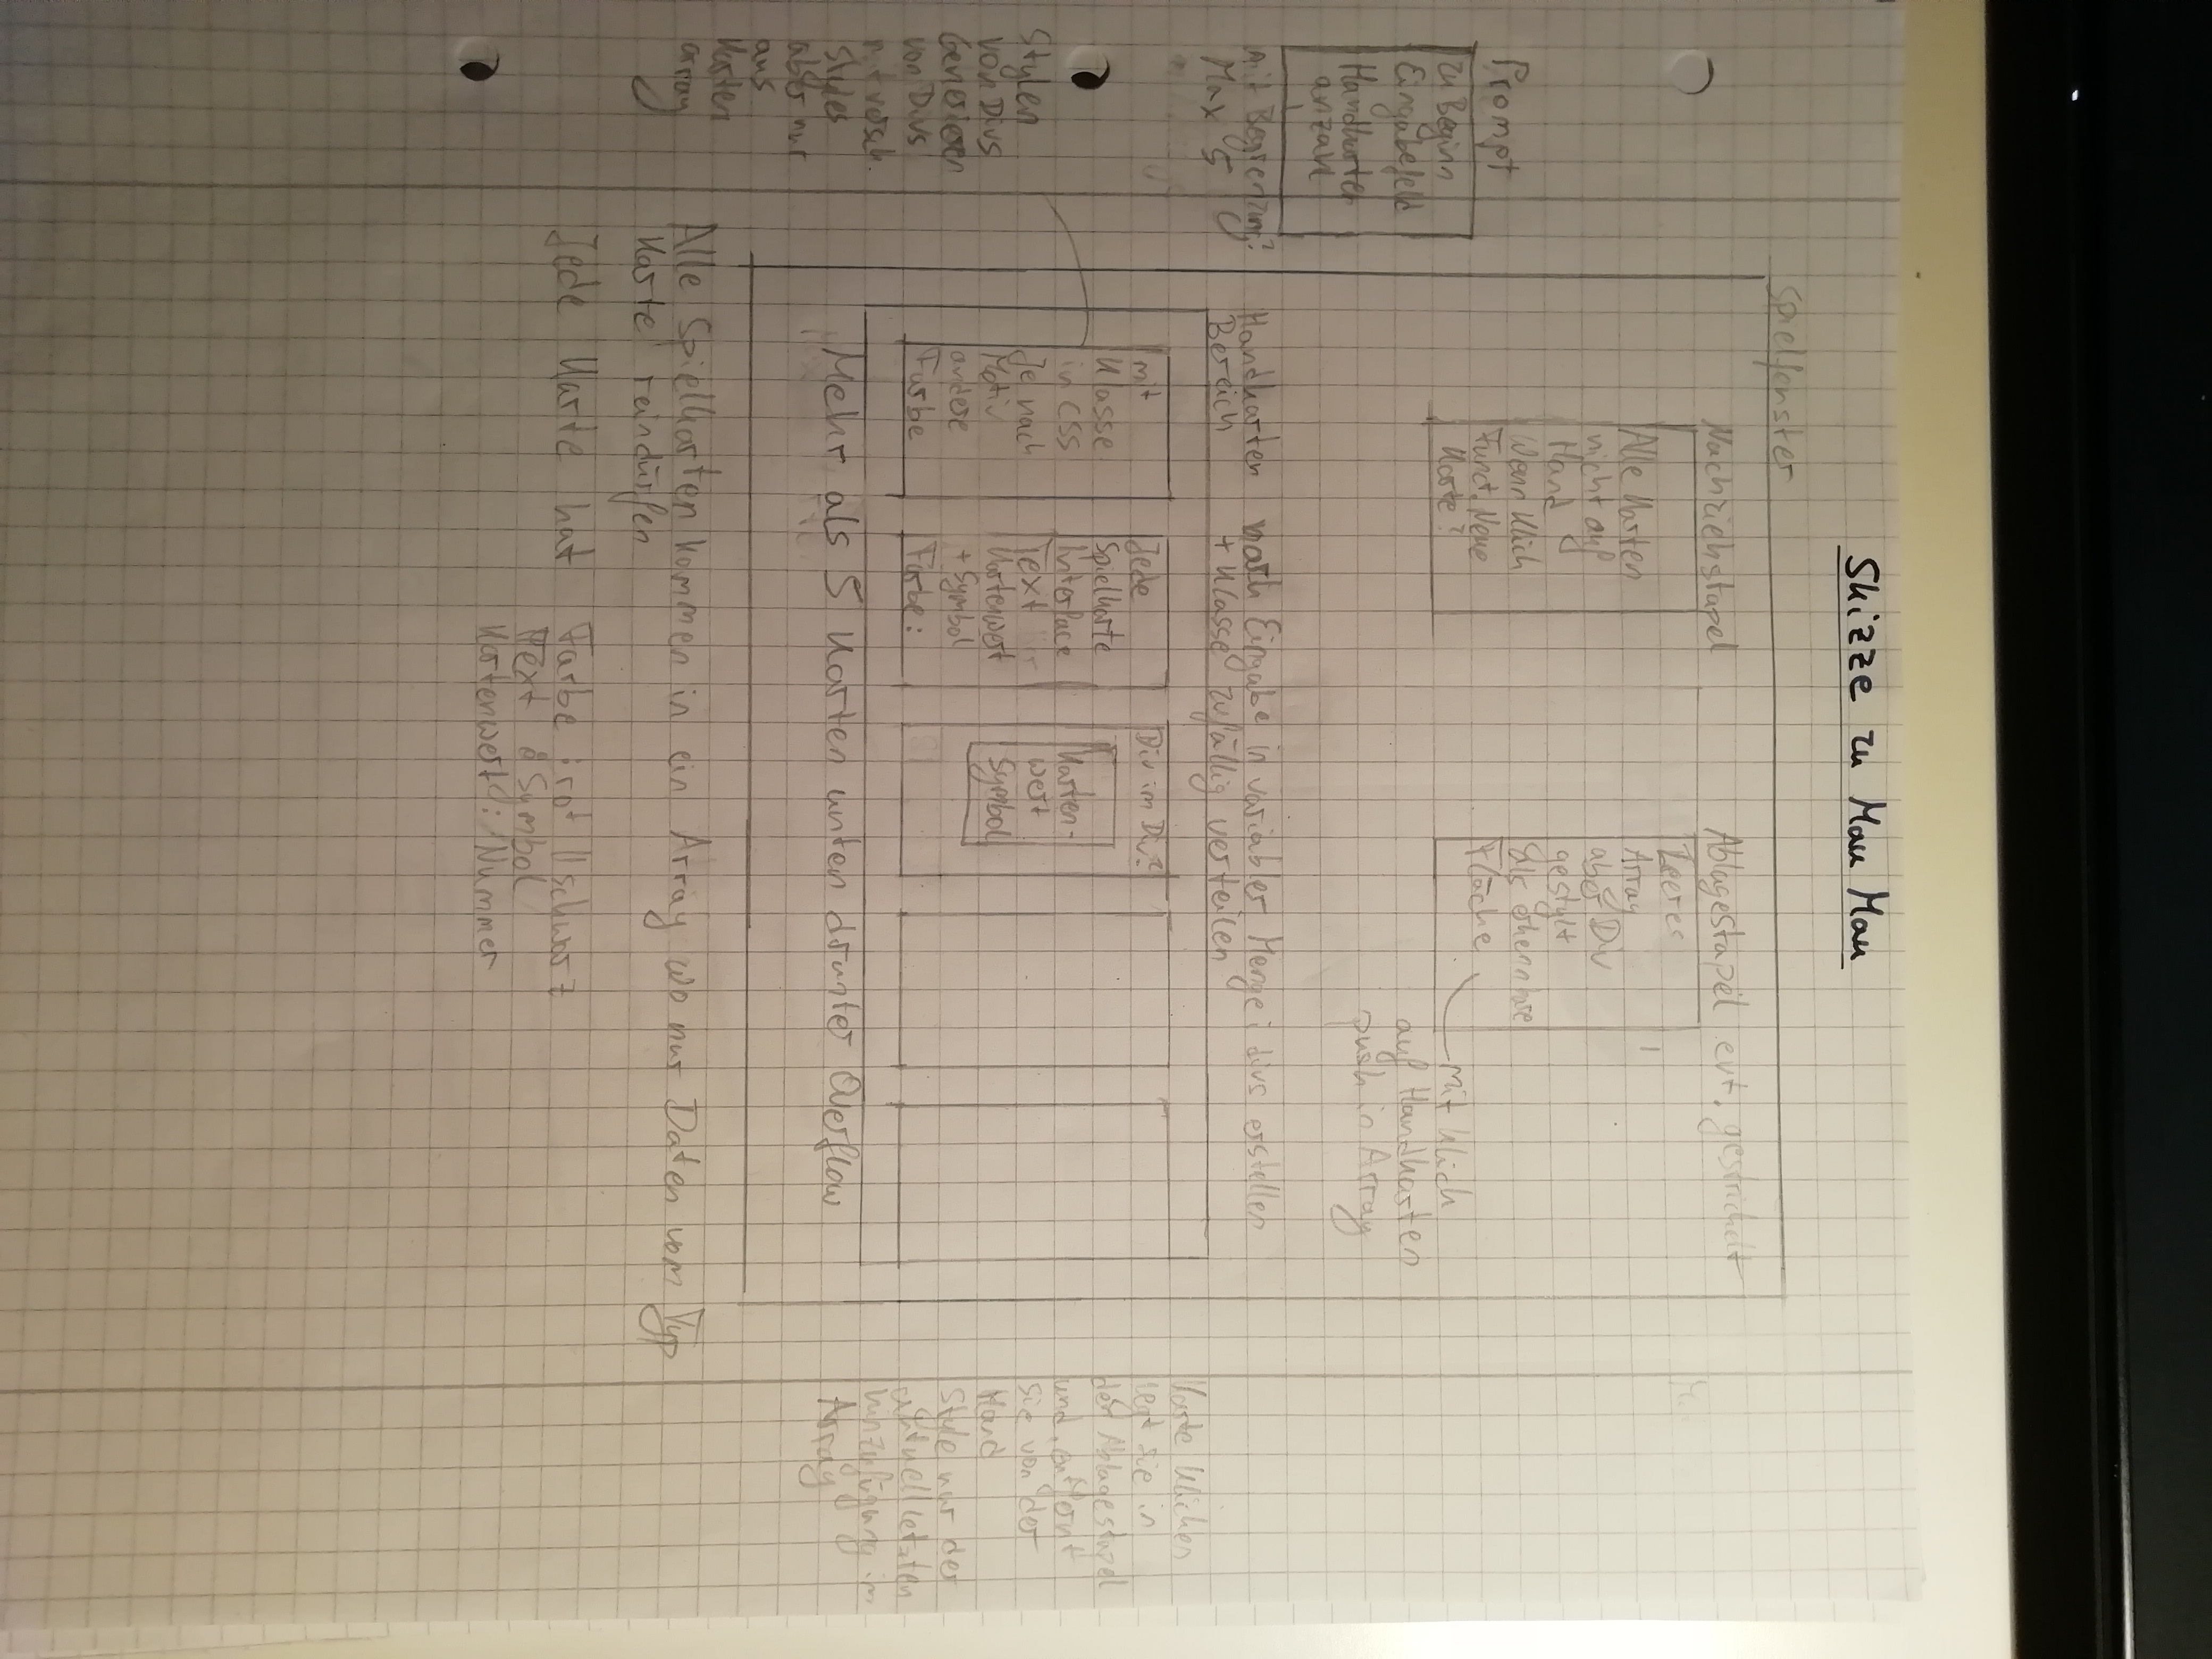 Skizze zu Mau Mau
Spielfenster
Nachziehstapel
Alle Karten
nicht auf
Hand
Wenn Klick
Funct. Neue
Karte?
Ablagestapel evt. gestrichelt
Leeres
Array
aber Div
gestylt
als erkennbare
Fläche
mit Klick
auf Handkarten
push in Array
Prompt
Zu Beginn
Eingabefeld
Handkarten
anzahl
mit Begrenzung?
Max 5
Handkarten nach Eingabe in variabler Menge: divs erstellen
Bereich + Klasse zufällig verteilen
mit
Klasse
in CSS
Je nach
Motiv
andere
Farbe
Jede
Spielkarte
Interface
Text
Kartenwert
+ Symbol
Farbe:
Div im Div?
Karten-
wert
Symbol
Mehr als 5 Karten unten drunter Overflow
Stylen
von Divs
Generieren
von Divs
mit versch.
Styles
aber nur
aus
Karten
array
Karte klicken
legt sie in
den Ablagestapel
und entfernt
sie von der
Hand
Style nur der
aktuell letzten
hinzufügung im
Array
Alle Spielkarten kommen in ein Array wo nur Daten vom Typ
Karte reindürfen
Jede Karte hat Farbe: rot || schwarz
Text : Symbol
Kartenwert : Nummer